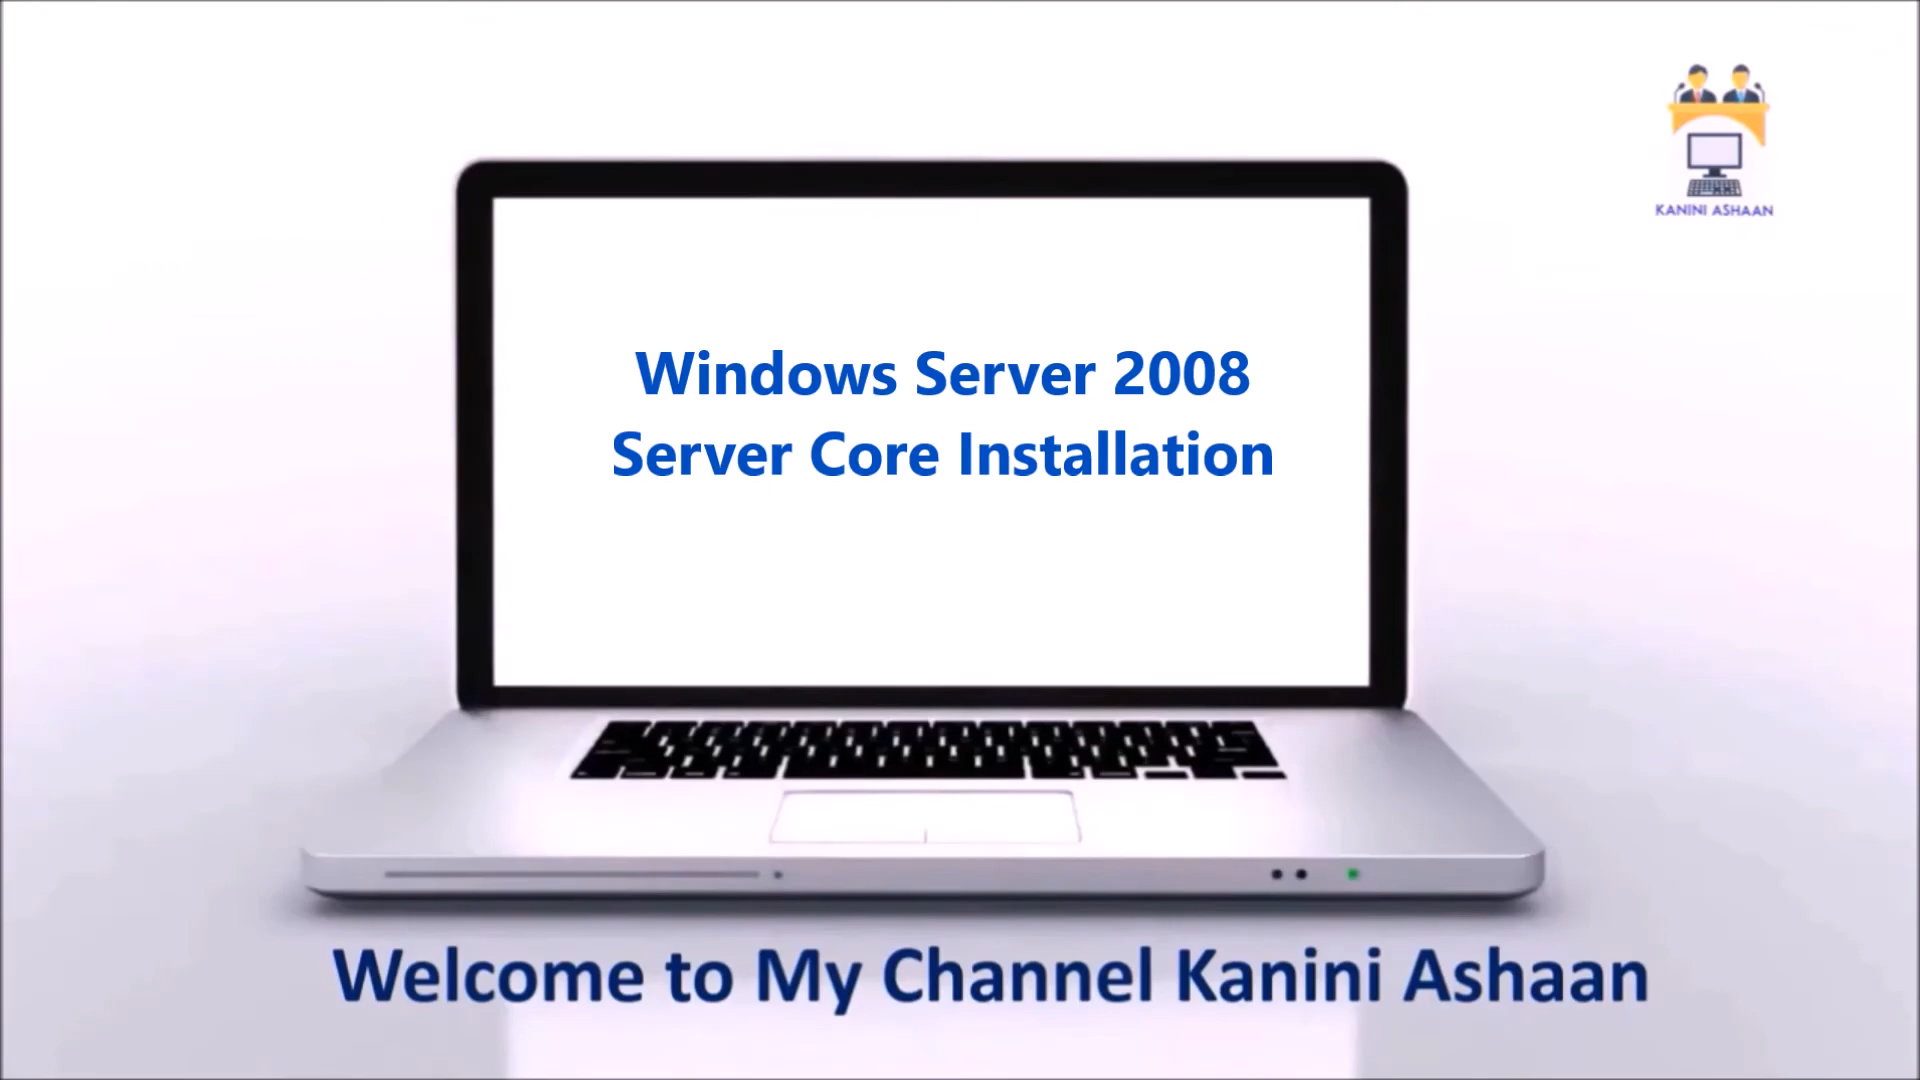 KANINI ASHAAN
Windows Server 2008
Server Core Installation
Welcome to My Channel Kanini Ashaan